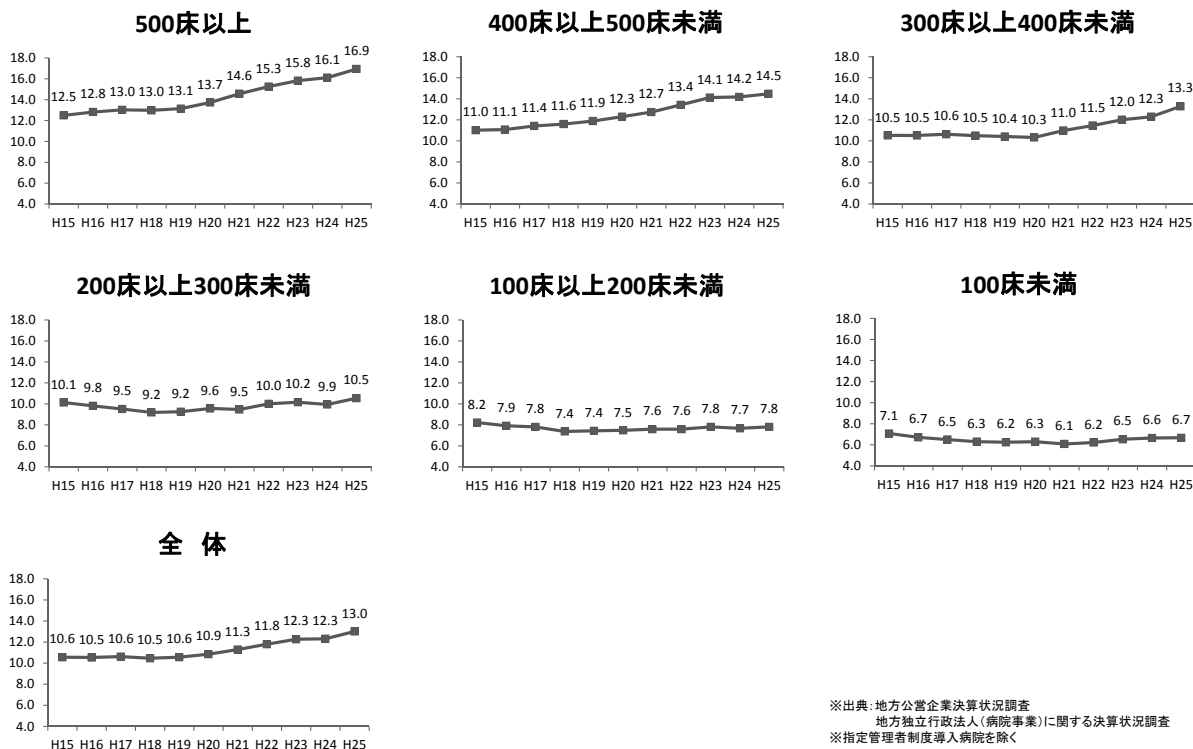 500床以上
18.0
16.0
14.0
12.0
10.0
8.0
6.0
4.0
12.5 12.8 13.0 13.0 13.1 13.7 14.6 15.3 15.8 16.1 16.9
H15 H16 H17 H18 H19 H20 H21 H22 H23 H24 H25
400床以上500床未満
18.0
16.0
14.0
12.0
10.0
8.0
6.0
4.0
11.0 11.1 11.4 11.6 11.9 12.3 12.7 13.4 14.1 14.2 14.5
H15 H16 H17 H18 H19 H20 H21 H22 H23 H24 H25
300床以上400床未満
18.0
16.0
14.0
12.0
10.0
8.0
6.0
4.0
10.5 10.5 10.6 10.5 10.4 10.3 11.0 11.5 12.0 12.3 13.3
H15 H16 H17 H18 H19 H20 H21 H22 H23 H24 H25
200床以上300床未満
18.0
16.0
14.0
12.0
10.0
8.0
6.0
4.0
10.1 9.8 9.5 9.2 9.2 9.6 9.5 10.0 10.2 9.9 10.5
H15 H16 H17 H18 H19 H20 H21 H22 H23 H24 H25
100床以上200床未満
18.0
16.0
14.0
12.0
10.0
8.0
6.0
4.0
8.2 7.9 7.8 7.4 7.4 7.5 7.6 7.6 7.8 7.7 7.8
H15 H16 H17 H18 H19 H20 H21 H22 H23 H24 H25
100床未満
18.0
16.0
14.0
12.0
10.0
8.0
6.0
4.0
7.1 6.7 6.5 6.3 6.2 6.3 6.1 6.2 6.5 6.6 6.7
H15 H16 H17 H18 H19 H20 H21 H22 H23 H24 H25
全 体
18.0
16.0
14.0
12.0
10.0
8.0
6.0
4.0
10.6 10.5 10.6 10.5 10.6 10.9 11.3 11.8 12.3 12.3 13.0
H15 H16 H17 H18 H19 H20 H21 H22 H23 H24 H25
※出典：地方公営企業決算状況調査
地方独立行政法人（病院事業）に関する決算状況調査
※指定管理者制度導入病院を除く